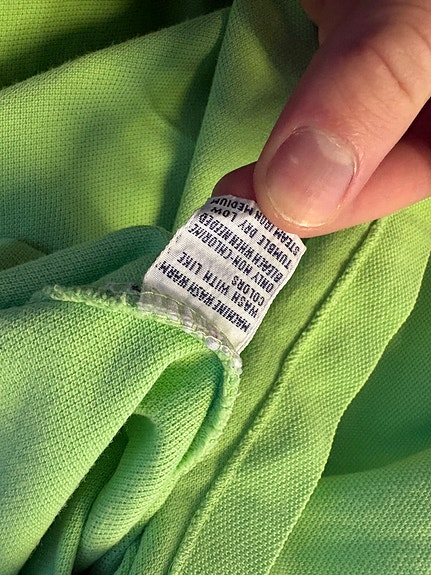 MACHINE WASH WARM
WASH WITH LIKE
COLORS
ONLY NON-CHLORINE
BLEACH WHEN NEEDED
TUMBLE DRY LOW
STEAM IRON MEDIUM